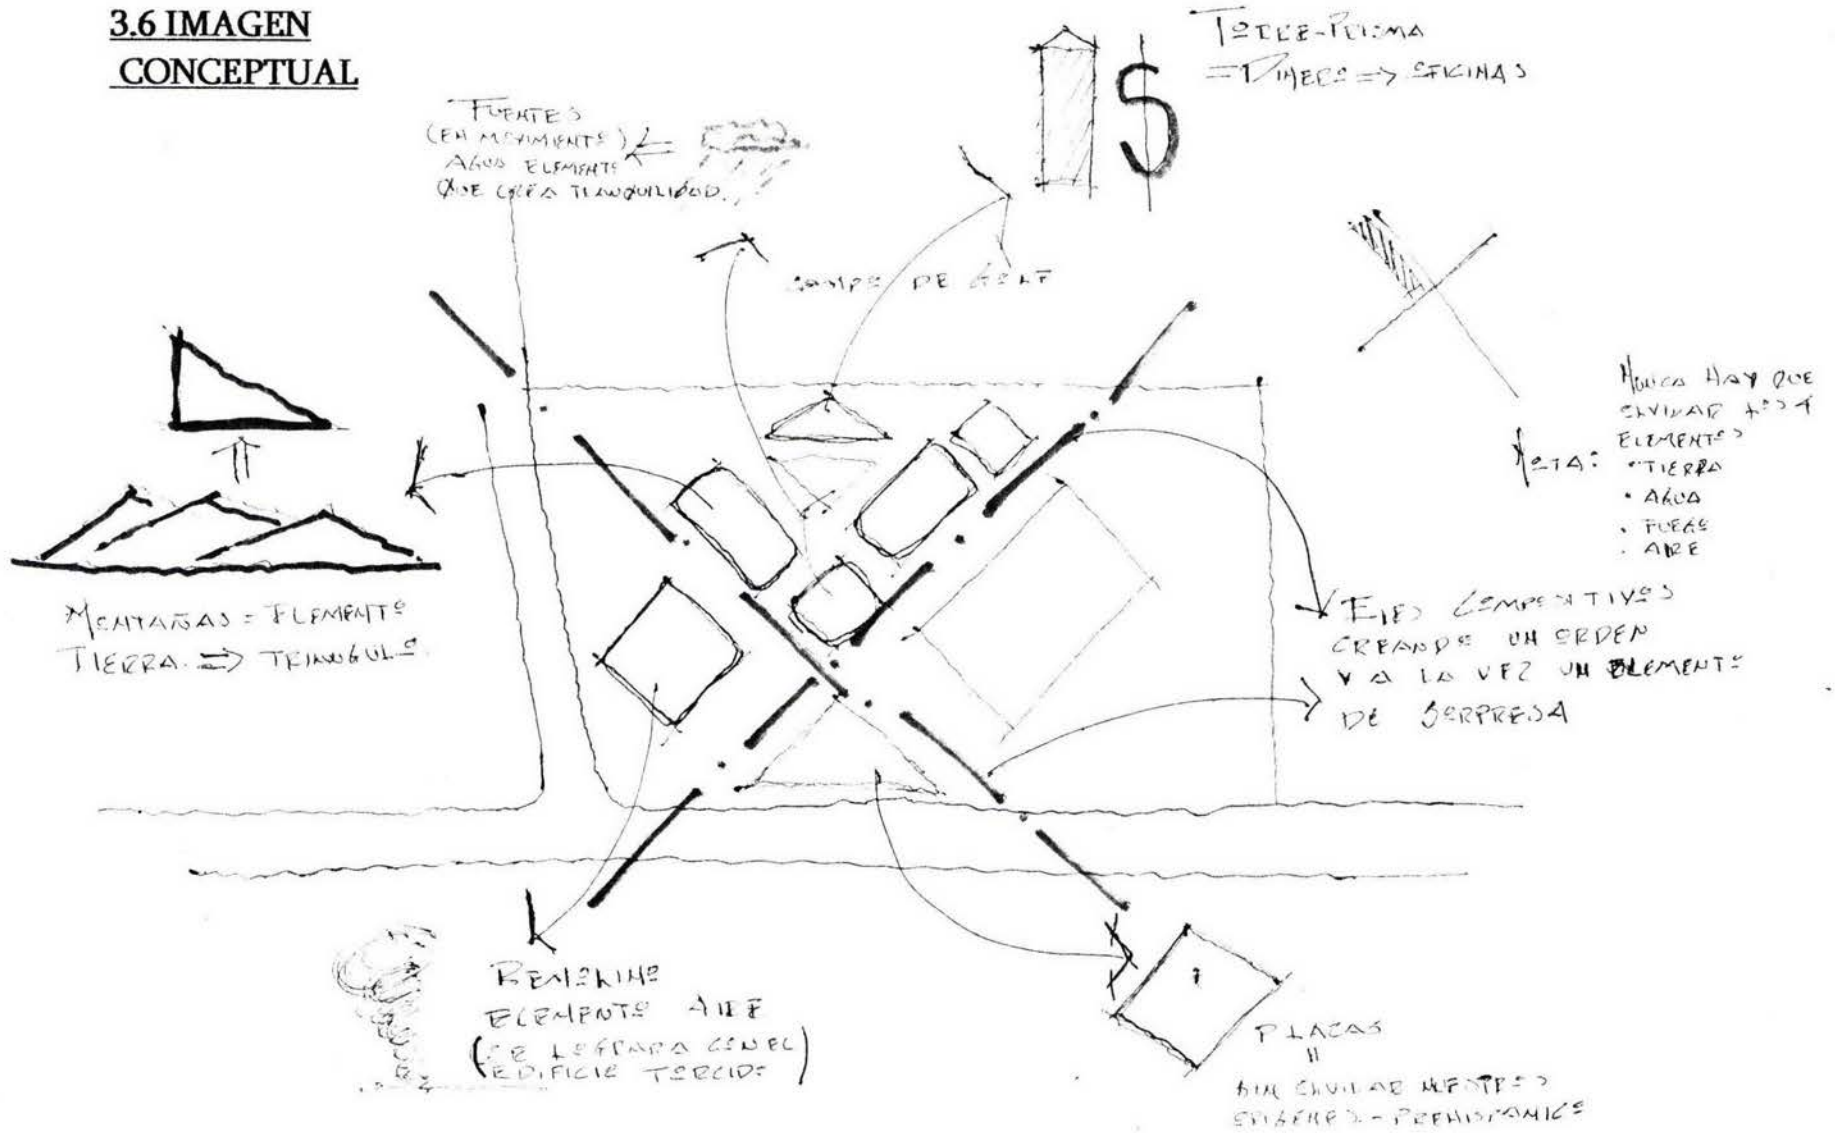 3.6 IMAGEN
CONCEPTUAL
TORRE-PRISMA
=DINERO => OFICINAS
$
FUENTES
(EN MOVIMIENTO)
AGUA ELEMENTO
QUE CREA TRANQUILIDAD.
CAMPO DE GOLF
NUNCA HAY QUE
OLVIDAR LOS 4
ELEMENTOS
NOTA:
• TIERRA
• AGUA
• FUEGO
• AIRE
MONTAÑAS = ELEMENTO
TIERRA => TRIANGULO.
EJES COMPOSITIVOS
CREANDO UN ORDEN
Y A LA VEZ UN ELEMENTO
DE SORPRESA
REMOLINO
ELEMENTO AIRE
(SE LOGRARA CON EL
EDIFICIO TORCIDO)
PLAZAS
=
SIN OLVIDAR NUESTROS
ORIGENES - PREHISPANICO